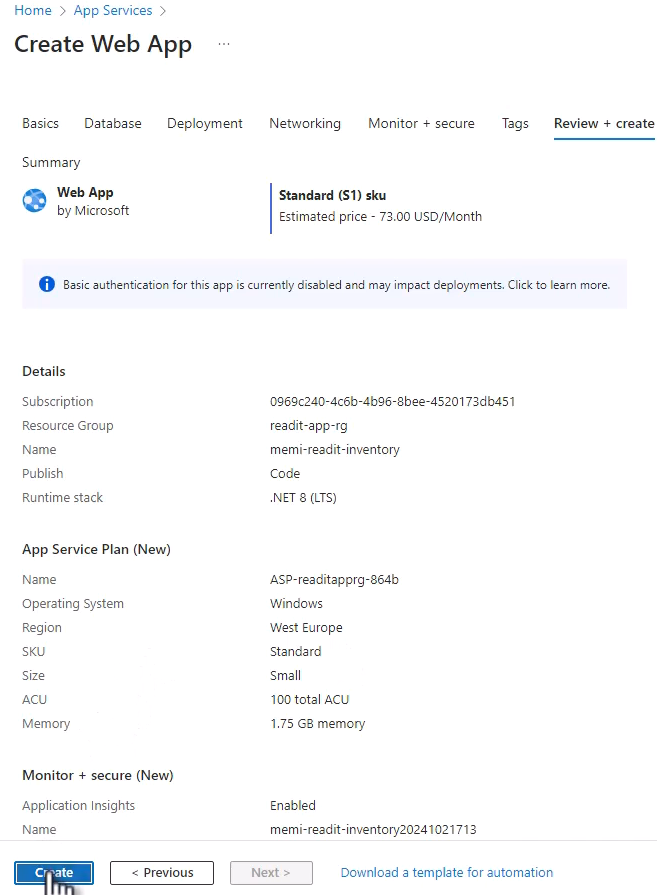 Home > App Services >
Create Web App ...
Basics Database Deployment Networking Monitor + secure Tags Review + create
Summary
Web App
by Microsoft
Standard (S1) sku
Estimated price - 73.00 USD/Month
Basic authentication for this app is currently disabled and may impact deployments. Click to learn more.
Details
Subscription 0969c240-4c6b-4b96-8bee-4520173db451
Resource Group readit-app-rg
Name memi-readit-inventory
Publish Code
Runtime stack .NET 8 (LTS)
App Service Plan (New)
Name ASP-readitapprg-864b
Operating System Windows
Region West Europe
SKU Standard
Size Small
ACU 100 total ACU
Memory 1.75 GB memory
Monitor + secure (New)
Application Insights Enabled
Name memi-readit-inventory20241021713
Create < Previous Next > Download a template for automation